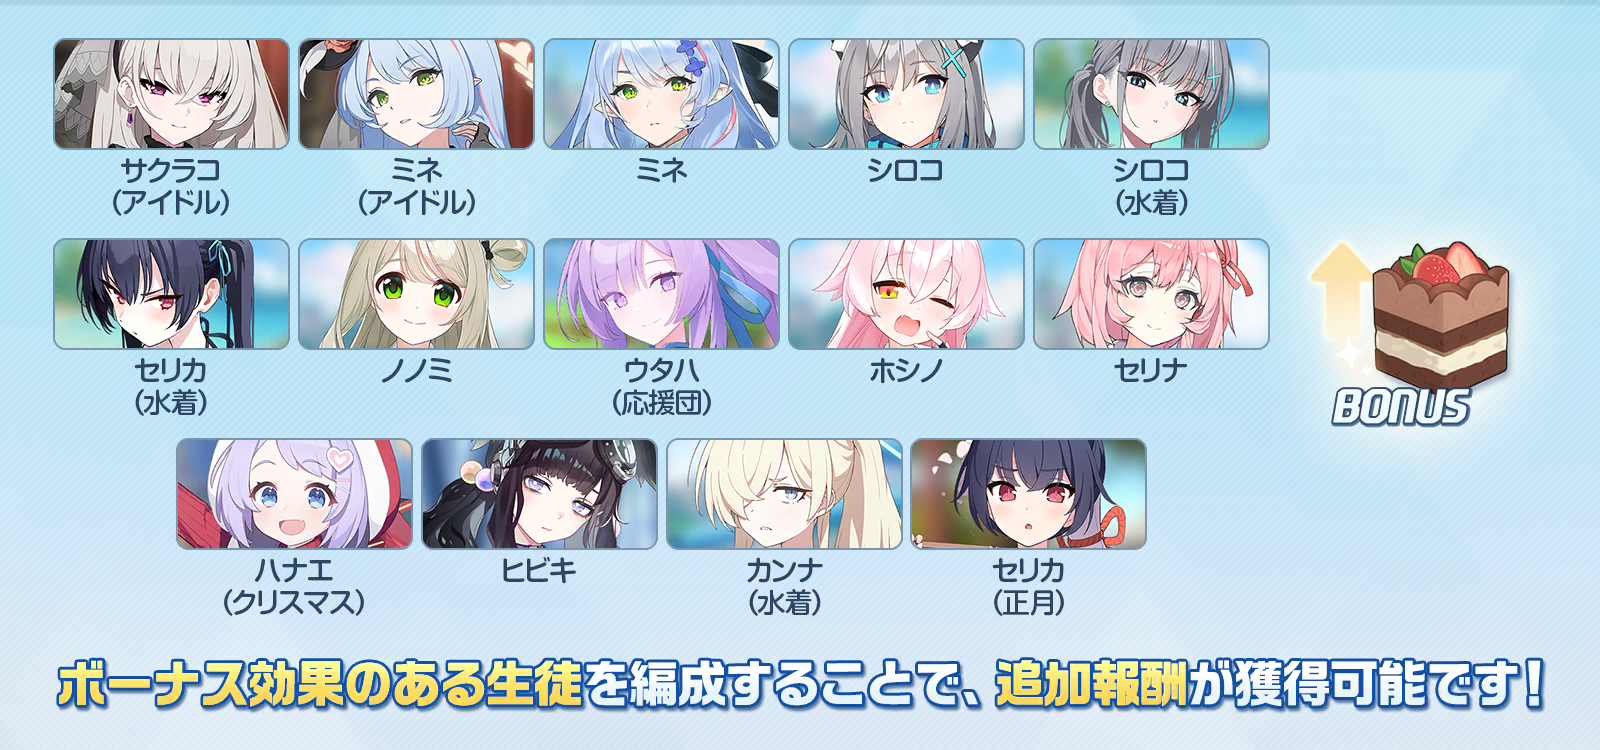 サクラコ
(アイドル)
ミネ
(アイドル)
ミネ
シロコ
シロコ
(水着)
セリカ
(水着)
ノノミ
ウタハ
(応援団)
ホシノ
セリナ
BONUS
ハナエ
(クリスマス)
ヒビキ
カンナ
(水着)
セリカ
(正月)
ボーナス効果のある生徒を編成することで、追加報酬が獲得可能です!